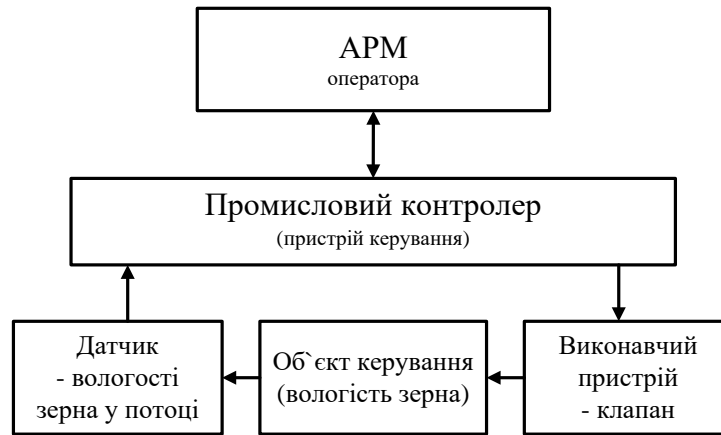 АРМ
оператора
Промисловий контролер
(пристрій керування)
Датчик
- вологості
зерна у потоці
Об`єкт керування
(вологість зерна)
Виконавчий
пристрій
- клапан